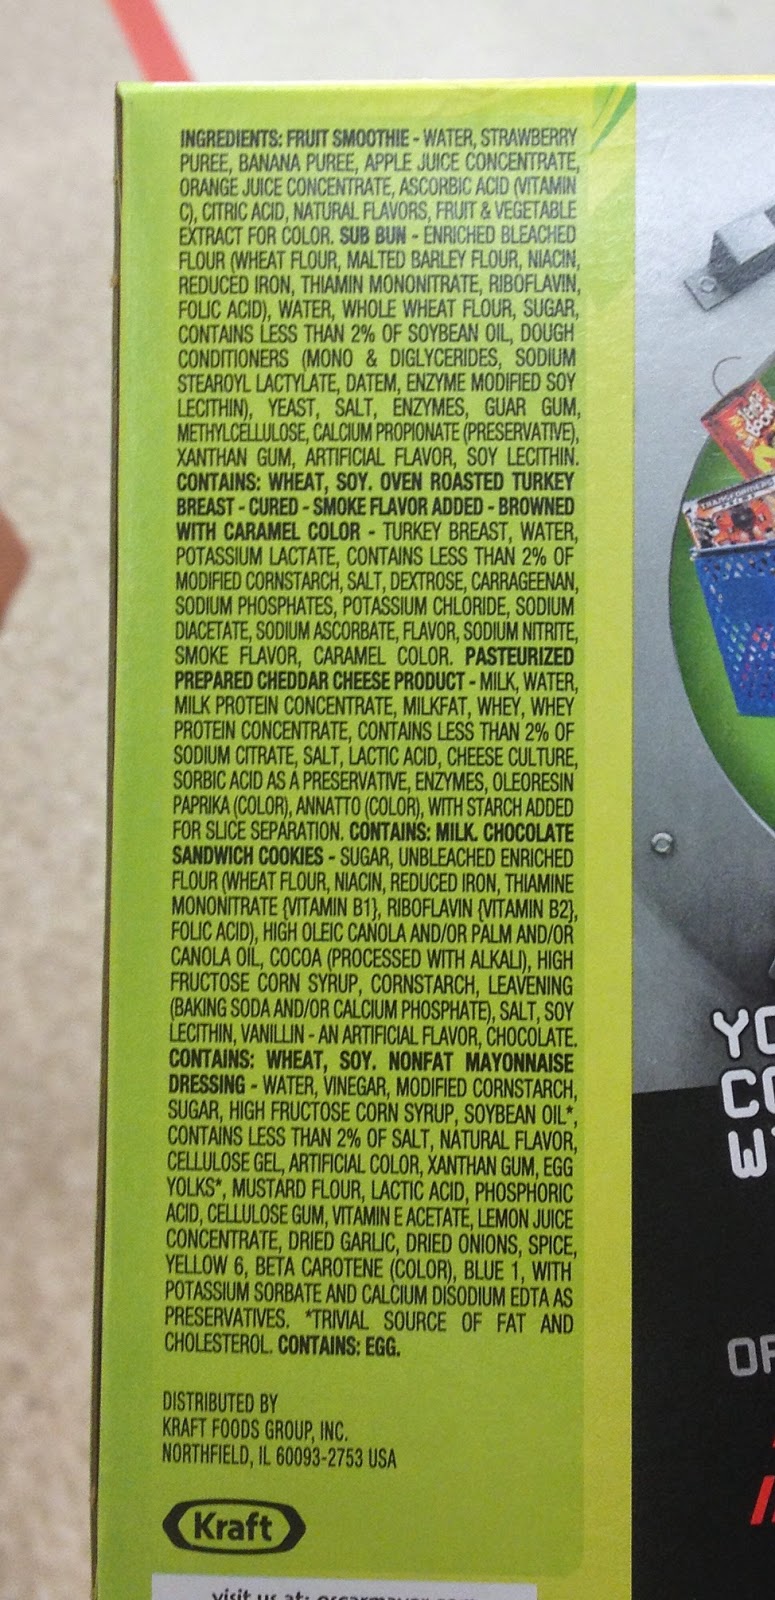 INGREDIENTS: FRUIT SMOOTHIE - WATER, STRAWBERRY
PUREE, BANANA PUREE, APPLE JUICE CONCENTRATE,
ORANGE JUICE CONCENTRATE, ASCORBIC ACID (VITAMIN
C), CITRIC ACID, NATURAL FLAVORS, FRUIT & VEGETABLE
EXTRACT FOR COLOR. SUB BUN - ENRICHED BLEACHED
FLOUR (WHEAT FLOUR, MALTED BARLEY FLOUR, NIACIN,
REDUCED IRON, THIAMIN MONONITRATE, RIBOFLAVIN,
FOLIC ACID), WATER, WHOLE WHEAT FLOUR, SUGAR,
CONTAINS LESS THAN 2% OF SOYBEAN OIL, DOUGH
CONDITIONERS (MONO & DIGLYCERIDES, SODIUM
STEAROYL LACTYLATE, DATEM, ENZYME MODIFIED SOY
LECITHIN), YEAST, SALT, ENZYMES, GUAR GUM,
METHYLCELLULOSE, CALCIUM PROPIONATE (PRESERVATIVE),
XANTHAN GUM, ARTIFICIAL FLAVOR, SOY LECITHIN.
CONTAINS: WHEAT, SOY. OVEN ROASTED TURKEY
BREAST - CURED - SMOKE FLAVOR ADDED - BROWNED
WITH CARAMEL COLOR - TURKEY BREAST, WATER,
POTASSIUM LACTATE, CONTAINS LESS THAN 2% OF
MODIFIED CORNSTARCH, SALT, DEXTROSE, CARRAGEENAN,
SODIUM PHOSPHATES, POTASSIUM CHLORIDE, SODIUM
DIACETATE, SODIUM ASCORBATE, FLAVOR, SODIUM NITRITE,
SMOKE FLAVOR, CARAMEL COLOR. PASTEURIZED
PREPARED CHEDDAR CHEESE PRODUCT - MILK, WATER,
MILK PROTEIN CONCENTRATE, MILKFAT, WHEY, WHEY
PROTEIN CONCENTRATE, CONTAINS LESS THAN 2% OF
SODIUM CITRATE, SALT, LACTIC ACID, CHEESE CULTURE,
SORBIC ACID AS A PRESERVATIVE, ENZYMES, OLEORESIN
PAPRIKA (COLOR), ANNATTO (COLOR), WITH STARCH ADDED
FOR SLICE SEPARATION. CONTAINS: MILK. CHOCOLATE
SANDWICH COOKIES - SUGAR, UNBLEACHED ENRICHED
FLOUR (WHEAT FLOUR, NIACIN, REDUCED IRON, THIAMINE
MONONITRATE {VITAMIN B1}, RIBOFLAVIN {VITAMIN B2},
FOLIC ACID), HIGH OLEIC CANOLA AND/OR PALM AND/OR
CANOLA OIL, COCOA (PROCESSED WITH ALKALI), HIGH
FRUCTOSE CORN SYRUP, CORNSTARCH, LEAVENING
(BAKING SODA AND/OR CALCIUM PHOSPHATE), SALT, SOY
LECITHIN, VANILLIN - AN ARTIFICIAL FLAVOR, CHOCOLATE.
CONTAINS: WHEAT, SOY. NONFAT MAYONNAISE
DRESSING - WATER, VINEGAR, MODIFIED CORNSTARCH,
SUGAR, HIGH FRUCTOSE CORN SYRUP, SOYBEAN OIL*,
CONTAINS LESS THAN 2% OF SALT, NATURAL FLAVOR,
CELLULOSE GEL, ARTIFICIAL COLOR, XANTHAN GUM, EGG
YOLKS*, MUSTARD FLOUR, LACTIC ACID, PHOSPHORIC
ACID, CELLULOSE GUM, VITAMIN E ACETATE, LEMON JUICE
CONCENTRATE, DRIED GARLIC, DRIED ONIONS, SPICE,
YELLOW 6, BETA CAROTENE (COLOR), BLUE 1, WITH
POTASSIUM SORBATE AND CALCIUM DISODIUM EDTA AS
PRESERVATIVES. *TRIVIAL SOURCE OF FAT AND
CHOLESTEROL. CONTAINS: EGG.
DISTRIBUTED BY
KRAFT FOODS GROUP, INC.
NORTHFIELD, IL 60093-2753 USA
Kraft
visit us at:
TRANSFORMERS
YO
CO